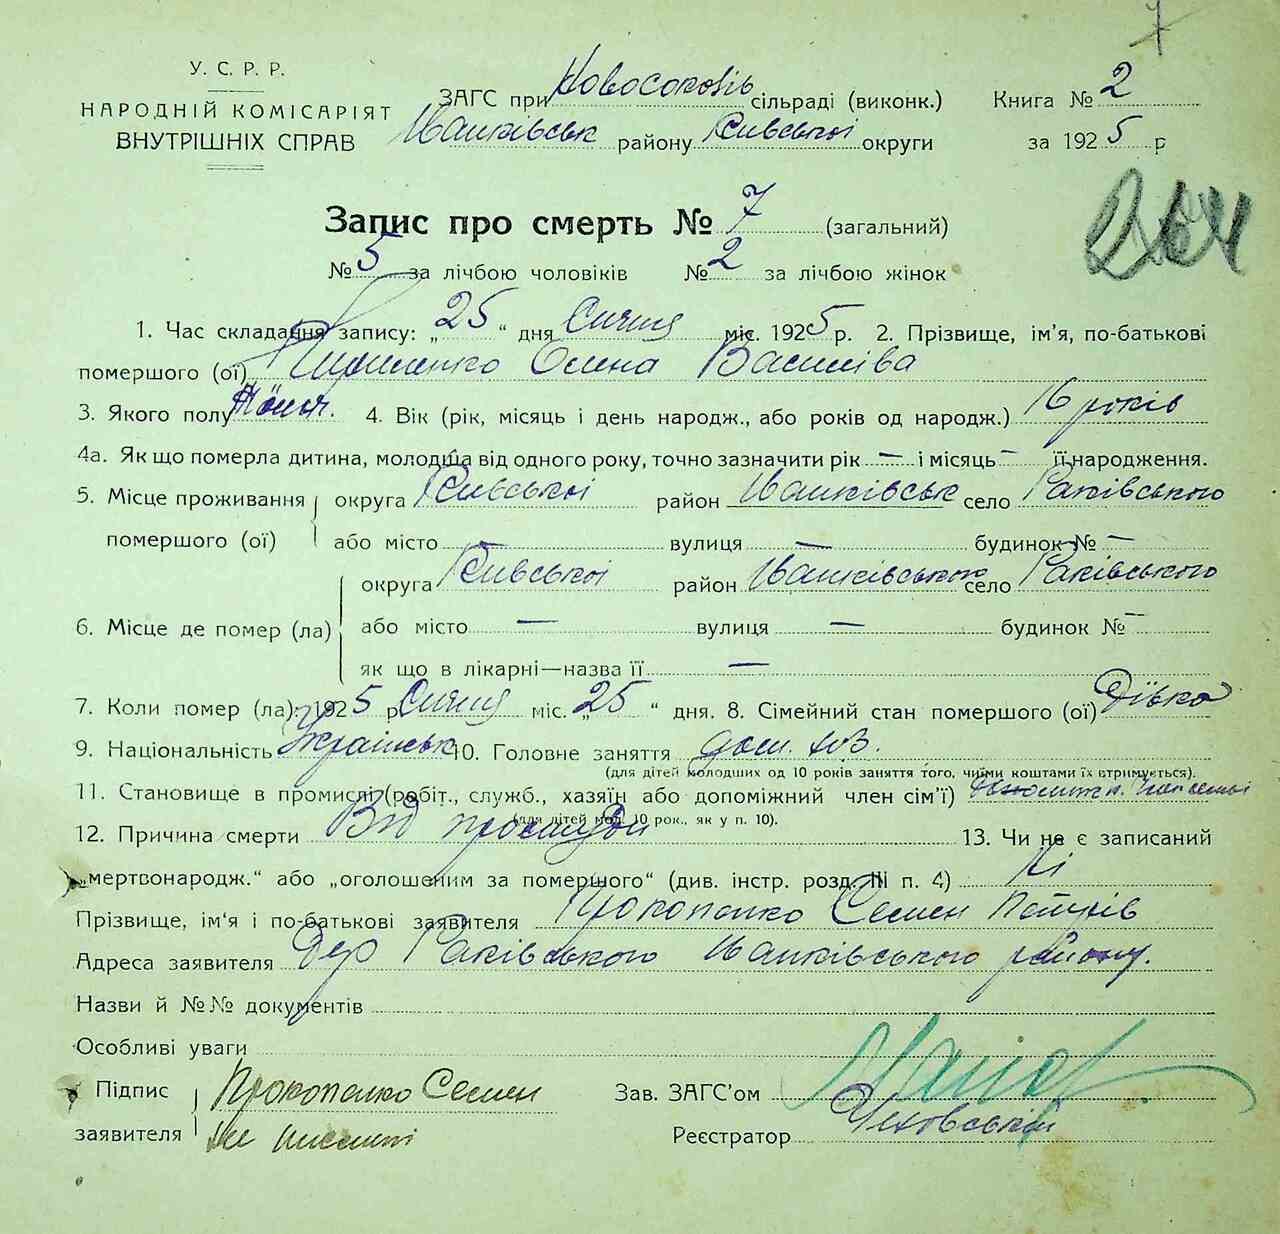 7
У. С. Р. Р.
НАРОДНІЙ КОМІСАРІЯТ
ВНУТРІШНІХ СПРАВ
ЗАГС при Новосоковів сільраді (виконк.)
Книга № 2
району Київської округи
за 1925 р
264
Запис про смерть № 7 (загальний)
№ 5 за лічбою чоловіків № 2 за лічбою жінок
1. Час складання запису: „25“ дня Січня міс. 1925 р. 2. Прізвище, ім'я, по-батькові
помершого (ої) Олена Василіва
3. Якого полу 4. Вік (рік, місяць і день народж., або років од народж.) 16 років
4а. Як що померла дитина, молодша від одного року, точно зазначити рік — і місяць — її народження.
5. Місце проживання помершого (ої)
округа Київської район село Раківського
або місто — вулиця — будинок № —
6. Місце де помер (ла)
округа Київської район село Раківського
або місто — вулиця — будинок № —
як що в лікарні—назва її —
7. Коли помер (ла): 1925 р Січня міс. „25“ дня. 8. Сімейний стан помершого (ої) Дівка
9. Національність Українськ 10. Головне заняття дом. хоз.
(для дітей молодших од 10 років заняття того, чиїми коштами їх втримується).
11. Становище в промислі (робіт., служб., хазяїн або допоміжний член сім'ї)
(для дітей мол. 10 рок., як у п. 10).
12. Причина смерти Від простуди 13. Чи не є записаний
„мертвонародж.“ або „оголошеним за помершого“ (див. інстр. розд. III п. 4) Ні
Прізвище, ім'я і по-батькові заявителя Прокопенко Семен
Адреса заявителя Дер Раківського району.
Назви й №№ документів
Особливі уваги
Підпис заявителя
Прокопенко Семен
Зав. ЗАГС'ом
Реєстратор